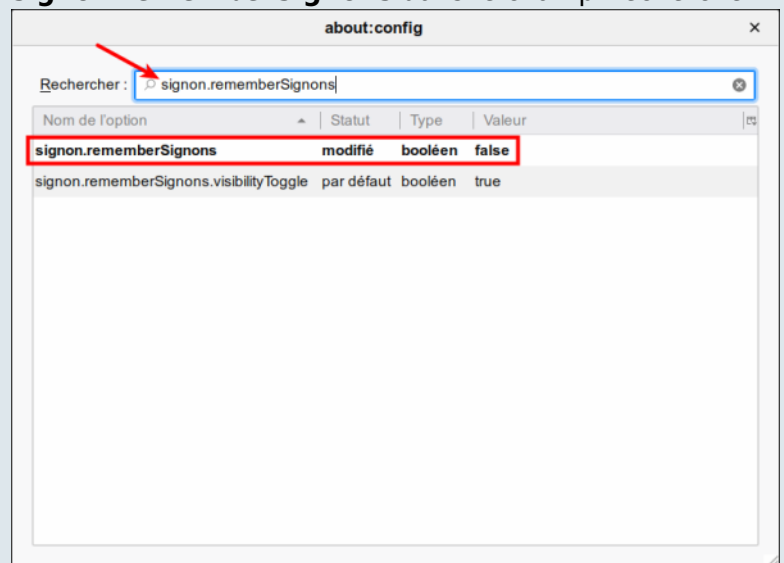 about:config
Rechercher : signon.rememberSignons
Nom de l'option Statut Type Valeur
signon.rememberSignons modifié booléen false
signon.rememberSignons.visibilityToggle par défaut booléen true